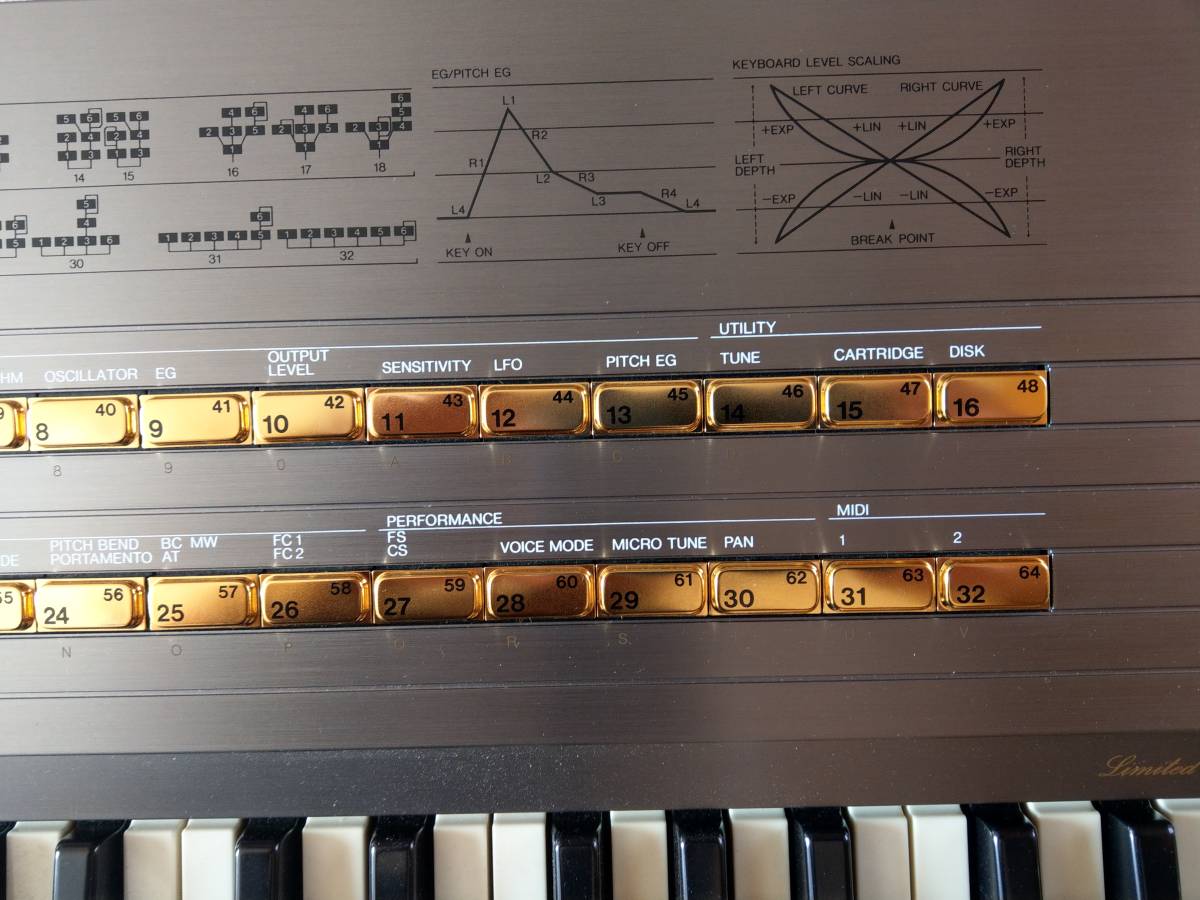 EG/PITCH EG
KEYBOARD LEVEL SCALING
L1
R2
R1
L2
R3
L3
R4
L4
L4
KEY ON
KEY OFF
LEFT CURVE
RIGHT CURVE
+EXP
+LIN
+LIN
+EXP
LEFT
DEPTH
RIGHT
DEPTH
−EXP
−LIN
−LIN
−EXP
BREAK POINT
14
15
16
17
18
30
31
32
UTILITY
HM
OSCILLATOR
EG
OUTPUT
LEVEL
SENSITIVITY
LFO
PITCH EG
TUNE
CARTRIDGE
DISK
9
40
41
42
43
44
45
46
47
48
8
9
10
11
12
13
14
15
16
8
9
0
A
PERFORMANCE
MIDI
DE
PITCH BEND
PORTAMENTO
BC MW
AT
FC 1
FC 2
FS
CS
VOICE MODE
MICRO TUNE
PAN
1
2
55
56
57
58
59
60
61
62
63
64
24
25
26
27
28
29
30
31
32
N
O
P
R
S
V
Limited